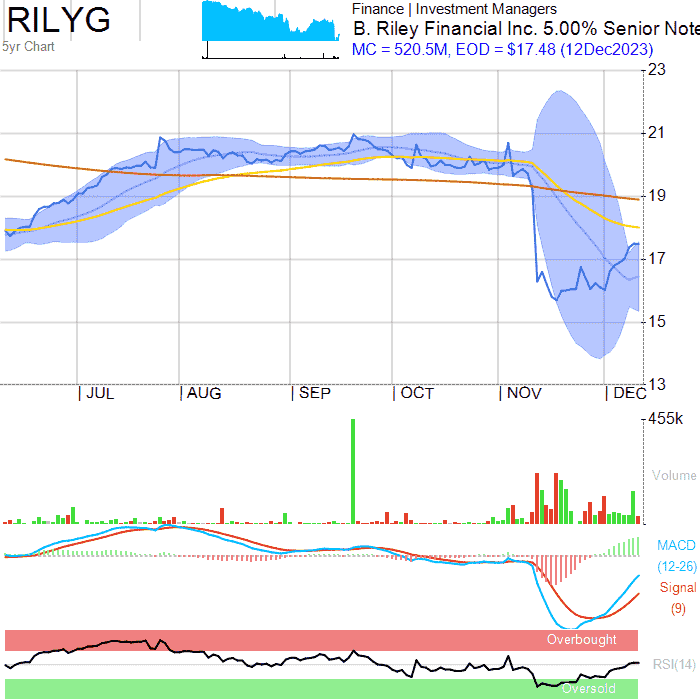 RILYG
5yr Chart
Finance | Investment Managers
B. Riley Financial Inc. 5.00% Senior Note
MC = 520.5M, EOD = $17.48 (12Dec2023)
23
21
19
17
15
13
JUL
AUG
SEP
OCT
NOV
DEC
455k
Volume
MACD
(12-26)
Signal
(9)
Overbought
RSI(14)
Oversold